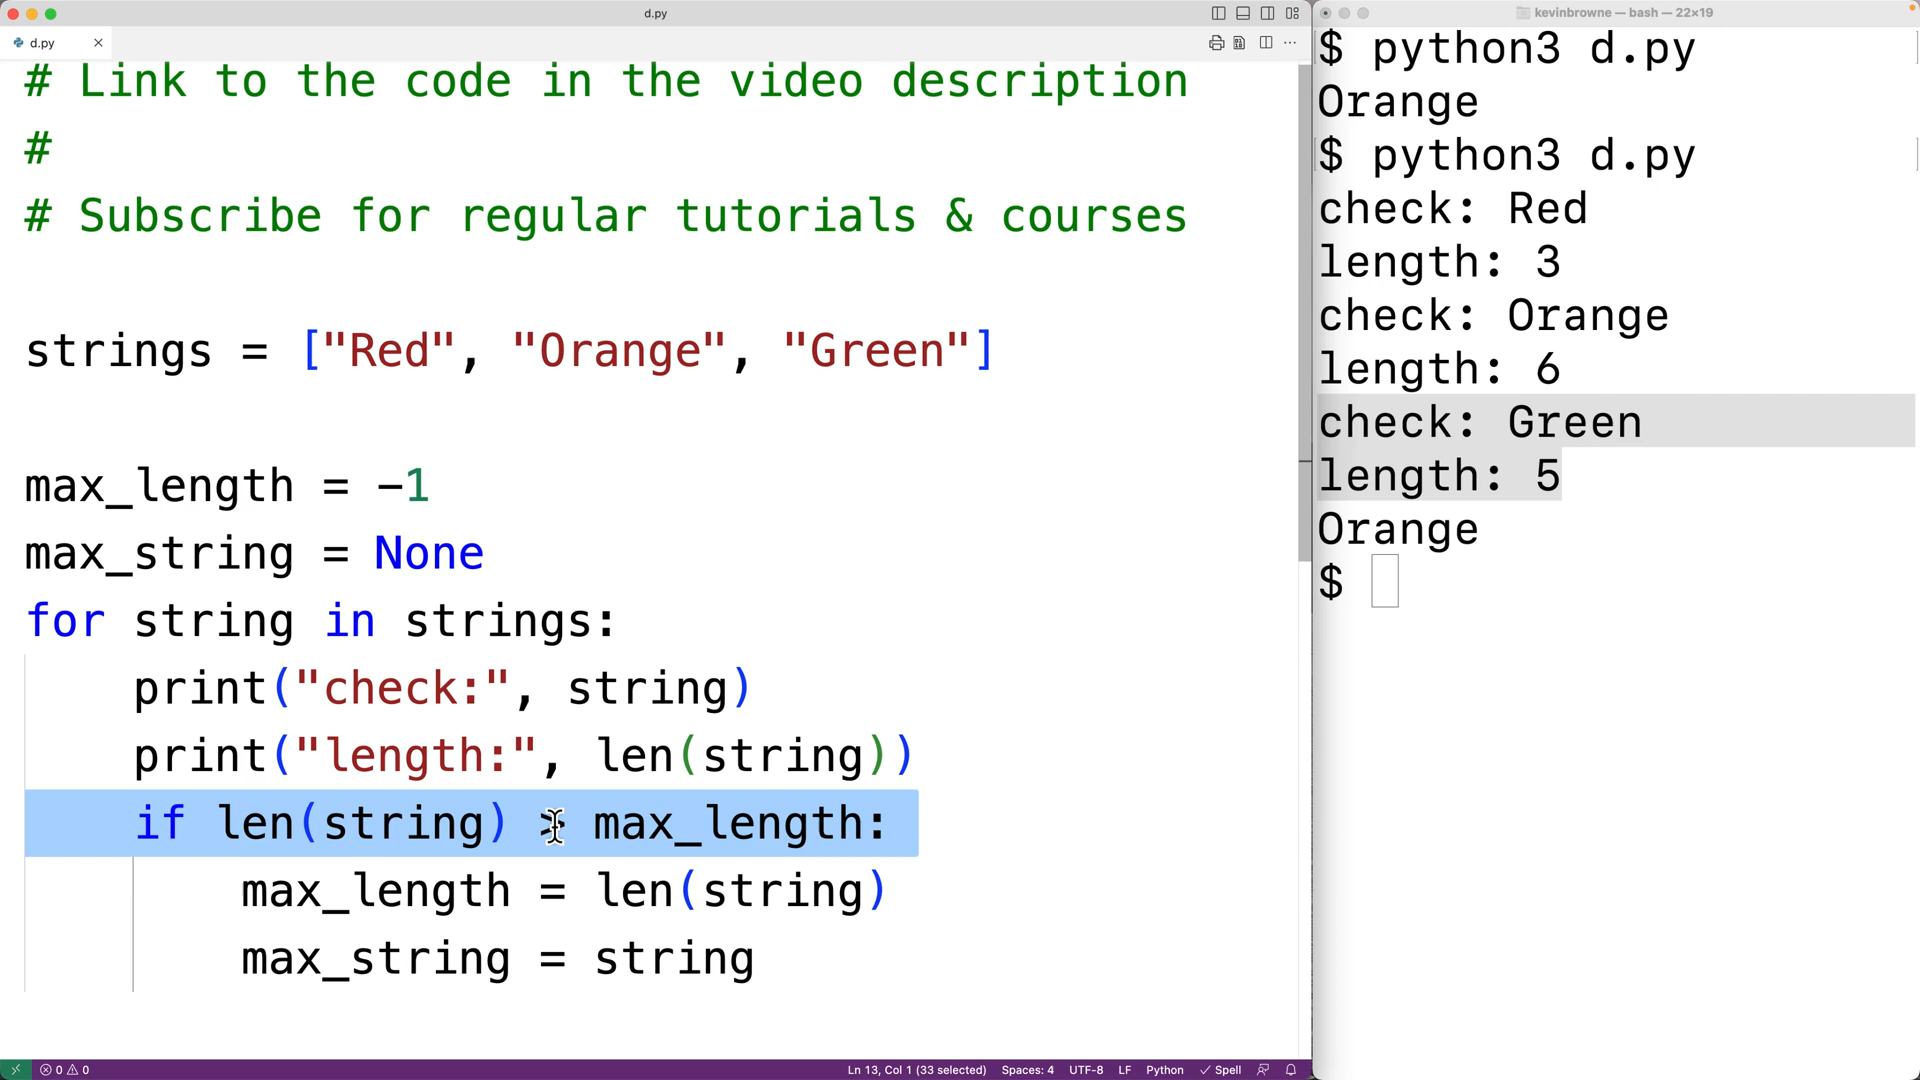 d.py
d.py
# Link to the code in the video description
#
# Subscribe for regular tutorials & courses
strings = ["Red", "Orange", "Green"]
max_length = -1
max_string = None
for string in strings:
print("check:", string)
print("length:", len(string))
if len(string) > max_length:
max_length = len(string)
max_string = string
0 0
Ln 13, Col 1 (33 selected) Spaces: 4 UTF-8 LF Python Spell
kevinbrowne — bash — 22×19
$ python3 d.py
Orange
$ python3 d.py
check: Red
length: 3
check: Orange
length: 6
check: Green
length: 5
Orange
$